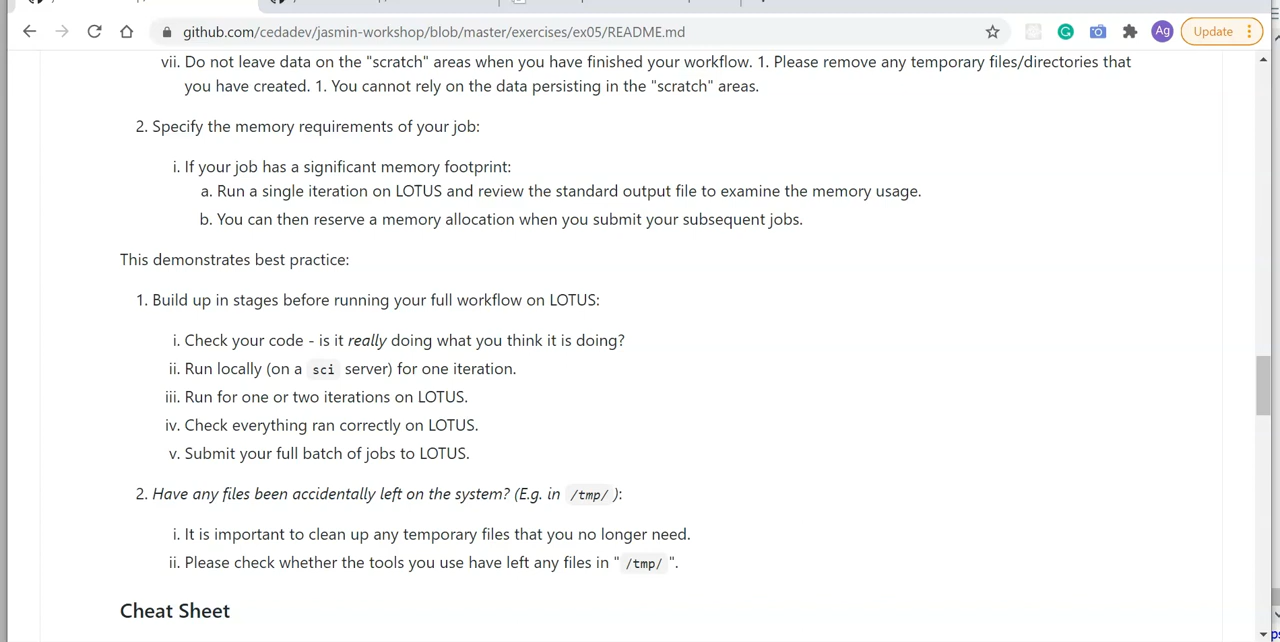 github.com/cedadev/jasmin-workshop/blob/master/exercises/ex05/README.md
Ag
Update
vii. Do not leave data on the "scratch" areas when you have finished your workflow. 1. Please remove any temporary files/directories that
you have created. 1. You cannot rely on the data persisting in the "scratch" areas.
2. Specify the memory requirements of your job:
i. If your job has a significant memory footprint:
a. Run a single iteration on LOTUS and review the standard output file to examine the memory usage.
b. You can then reserve a memory allocation when you submit your subsequent jobs.
This demonstrates best practice:
1. Build up in stages before running your full workflow on LOTUS:
i. Check your code - is it really doing what you think it is doing?
ii. Run locally (on a sci server) for one iteration.
iii. Run for one or two iterations on LOTUS.
iv. Check everything ran correctly on LOTUS.
v. Submit your full batch of jobs to LOTUS.
2. Have any files been accidentally left on the system? (E.g. in /tmp/ ):
i. It is important to clean up any temporary files that you no longer need.
ii. Please check whether the tools you use have left any files in " /tmp/ ".
Cheat Sheet